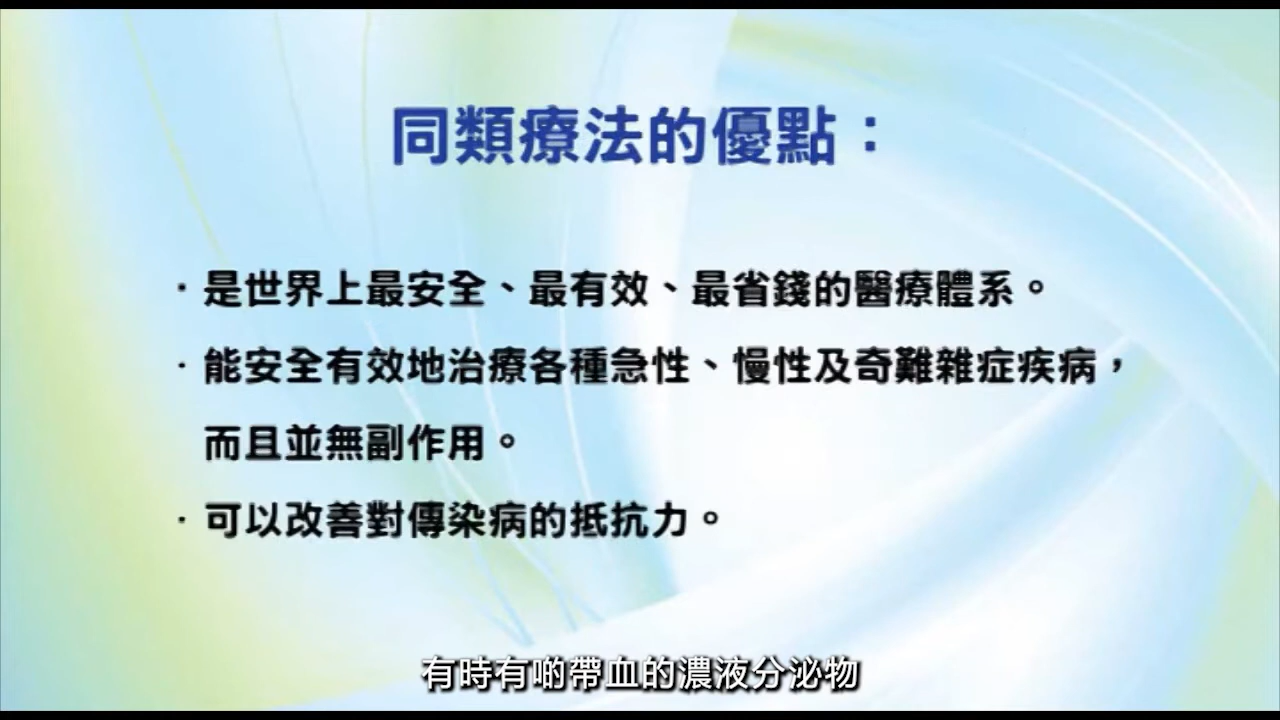 同類療法的優點：
· 是世界上最安全、最有效、最省錢的醫療體系。
· 能安全有效地治療各種急性、慢性及奇難雜症疾病，
而且並無副作用。
· 可以改善對傳染病的抵抗力。
有時有啲帶血的濃液分泌物